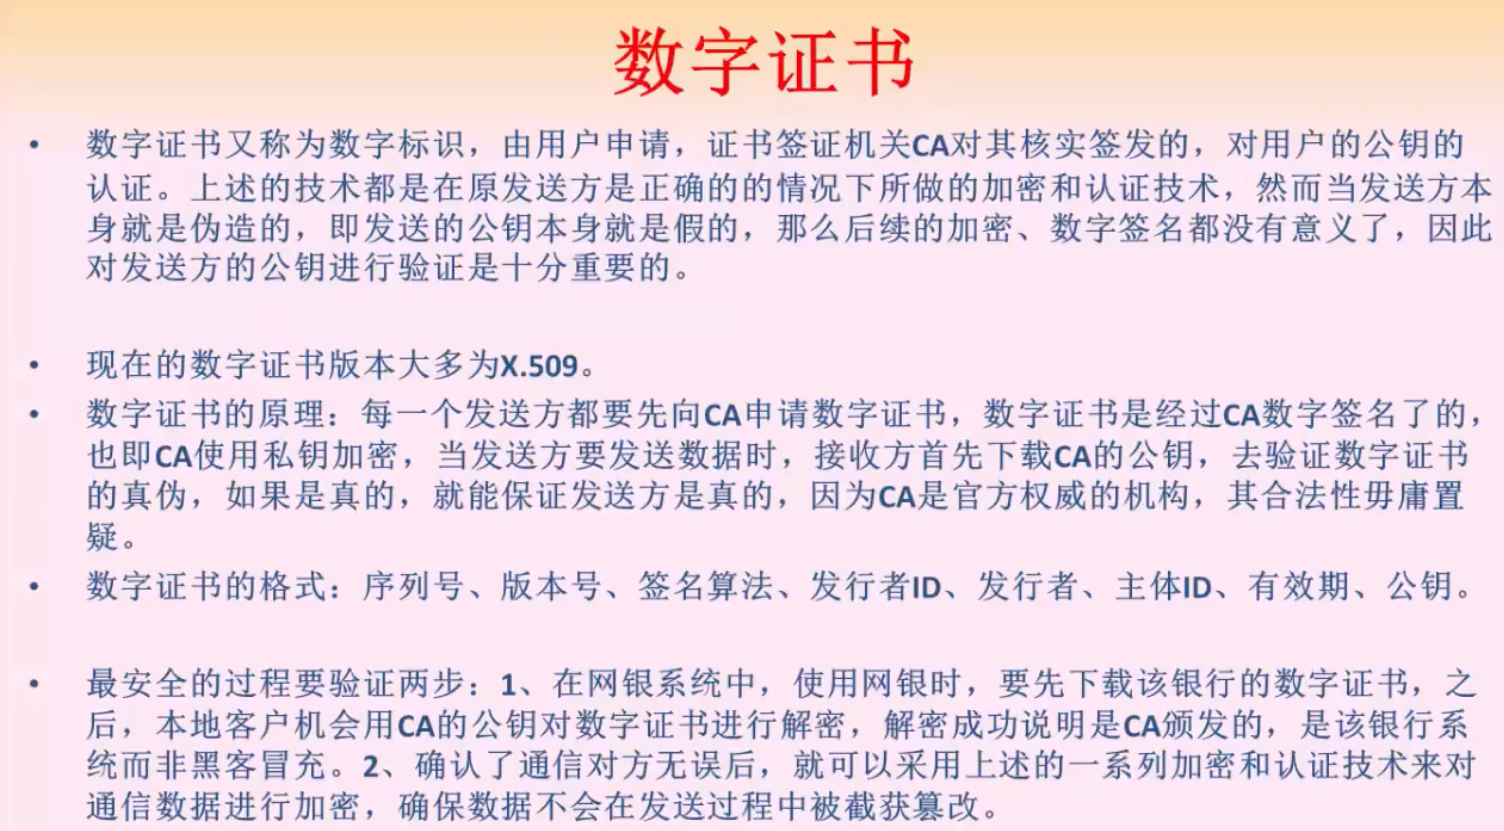 数字证书
• 数字证书又称为数字标识，由用户申请，证书签证机关CA对其核实签发的，对用户的公钥的
认证。上述的技术都是在原发送方是正确的的情况下所做的加密和认证技术，然而当发送方本
身就是伪造的，即发送的公钥本身就是假的，那么后续的加密、数字签名都没有意义了，因此
对发送方的公钥进行验证是十分重要的。
• 现在的数字证书版本大多为X.509。
• 数字证书的原理：每一个发送方都要先向CA申请数字证书，数字证书是经过CA数字签名了的，
也即CA使用私钥加密，当发送方要发送数据时，接收方首先下载CA的公钥，去验证数字证书
的真伪，如果是真的，就能保证发送方是真的，因为CA是官方权威的机构，其合法性毋庸置
疑。
• 数字证书的格式：序列号、版本号、签名算法、发行者ID、发行者、主体ID、有效期、公钥。
• 最安全的过程要验证两步：1、在网银系统中，使用网银时，要先下载该银行的数字证书，之
后，本地客户机会用CA的公钥对数字证书进行解密，解密成功说明是CA颁发的，是该银行系
统而非黑客冒充。2、确认了通信对方无误后，就可以采用上述的一系列加密和认证技术来对
通信数据进行加密，确保数据不会在发送过程中被截获篡改。